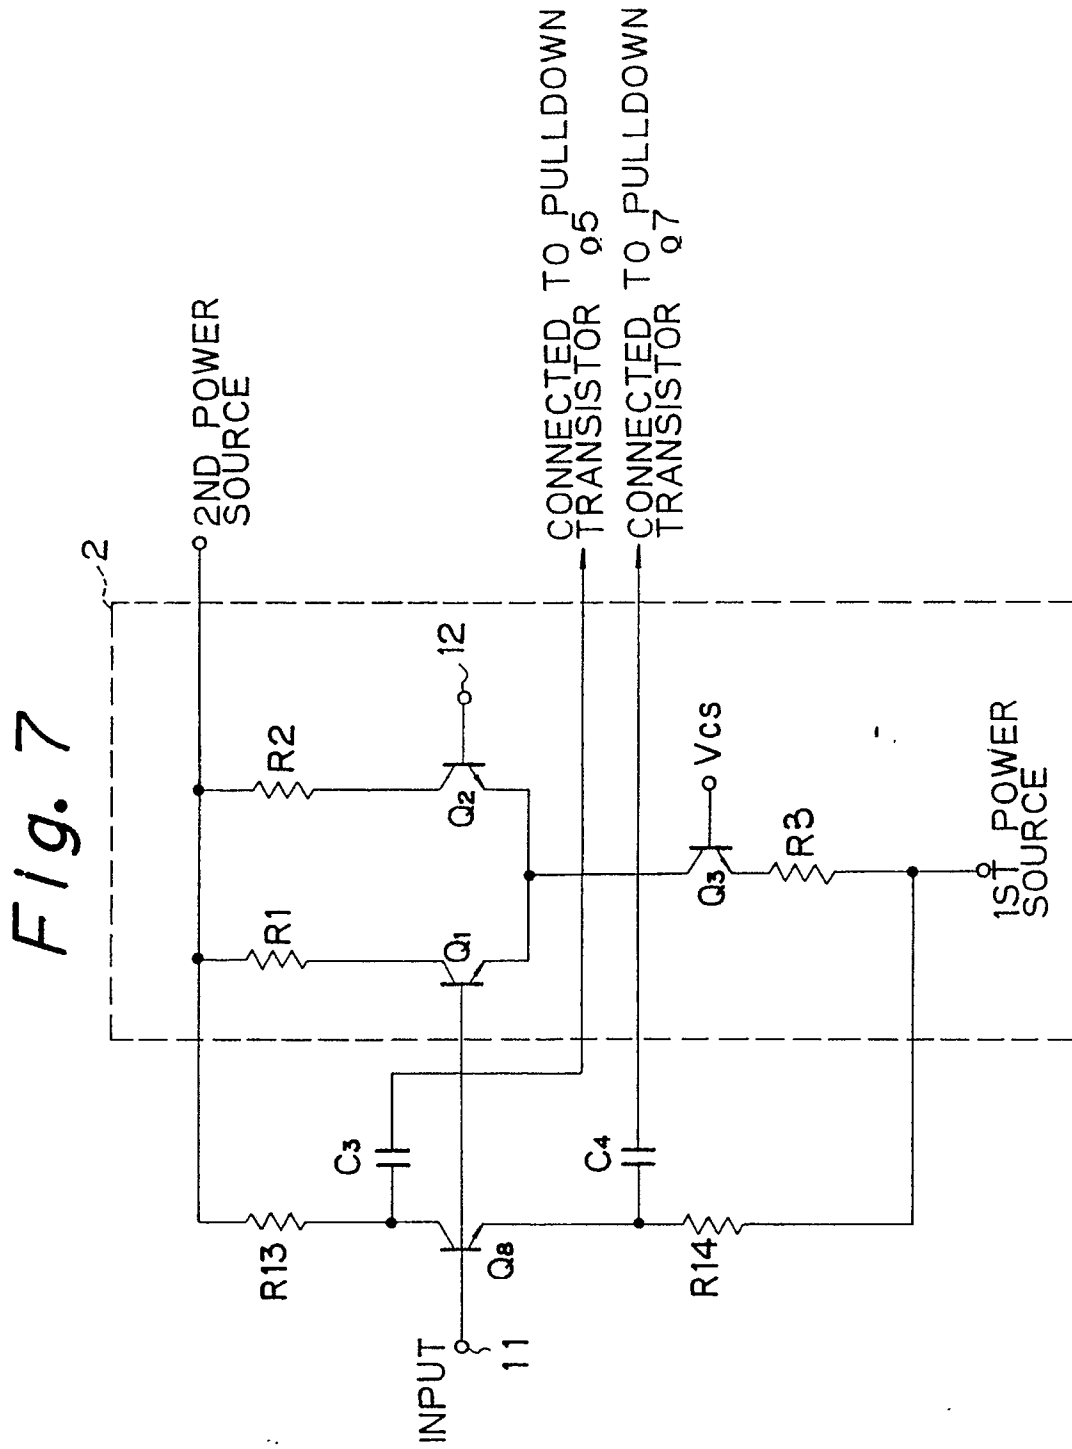 Fig. 7
2
2ND POWER
SOURCE
R13
R1
R2
C3
CONNECTED TO PULLDOWN
TRANSISTOR Q5
INPUT
11
Q8
Q1
Q2
12
C4
CONNECTED TO PULLDOWN
TRANSISTOR Q7
Q3
Vcs
R14
R3
1ST POWER
SOURCE